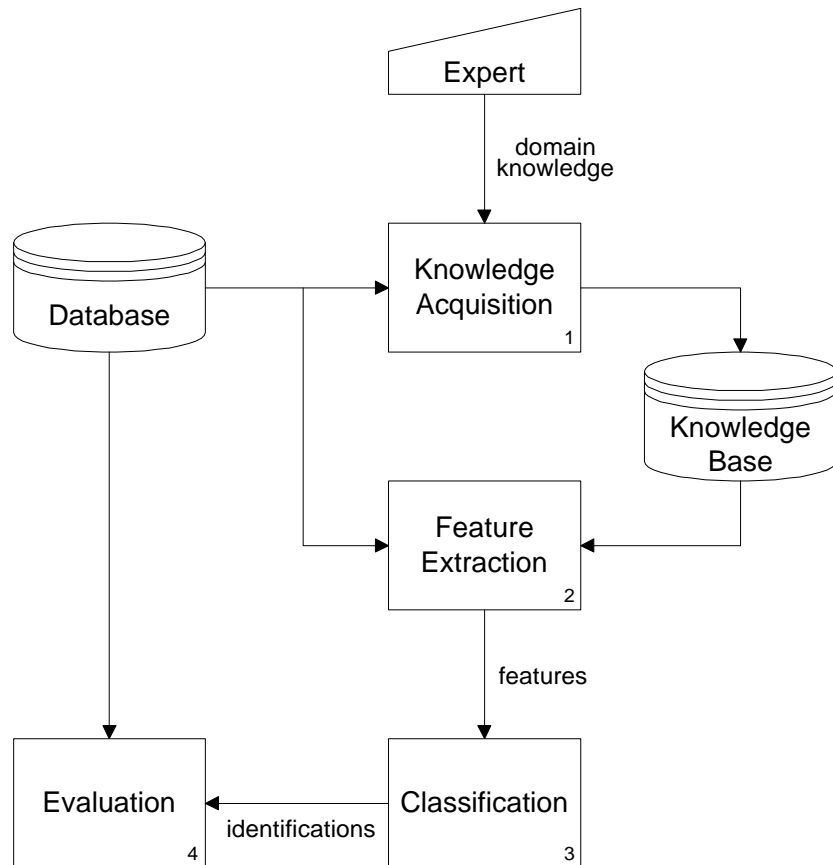 Expert
domain
knowledge
Database
Knowledge
Acquisition
1
Knowledge
Base
Feature
Extraction
2
features
Evaluation
4
identifications
Classification
3